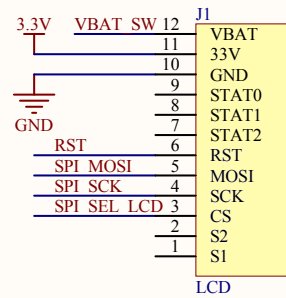 J1
3.3V VBAT_SW 12 VBAT
11 33V
10 GND
9 STAT0
GND 8 STAT1
7 STAT2
RST 6 RST
SPI_MOSI 5 MOSI
SPI_SCK 4 SCK
SPI_SEL_LCD 3 CS
2 S2
1 S1
LCD